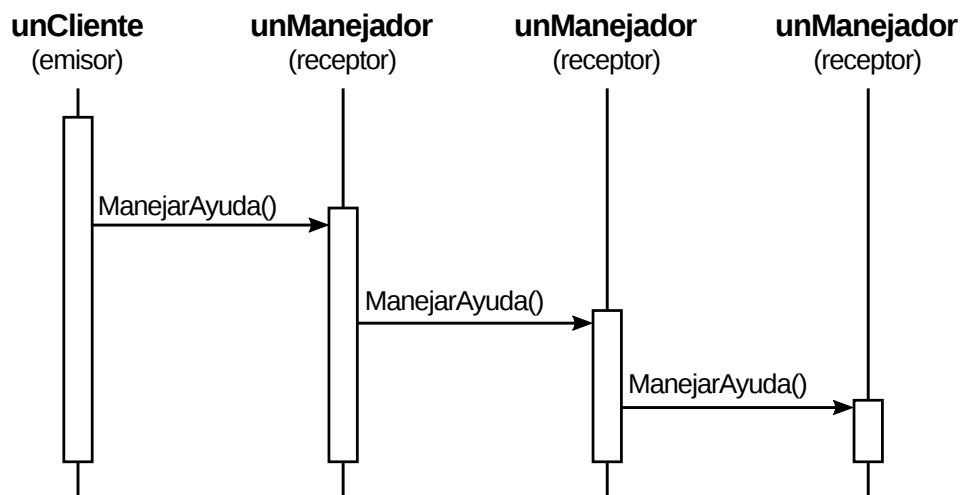 unCliente
(emisor)
unManejador
(receptor)
unManejador
(receptor)
unManejador
(receptor)
ManejarAyuda()
ManejarAyuda()
ManejarAyuda()